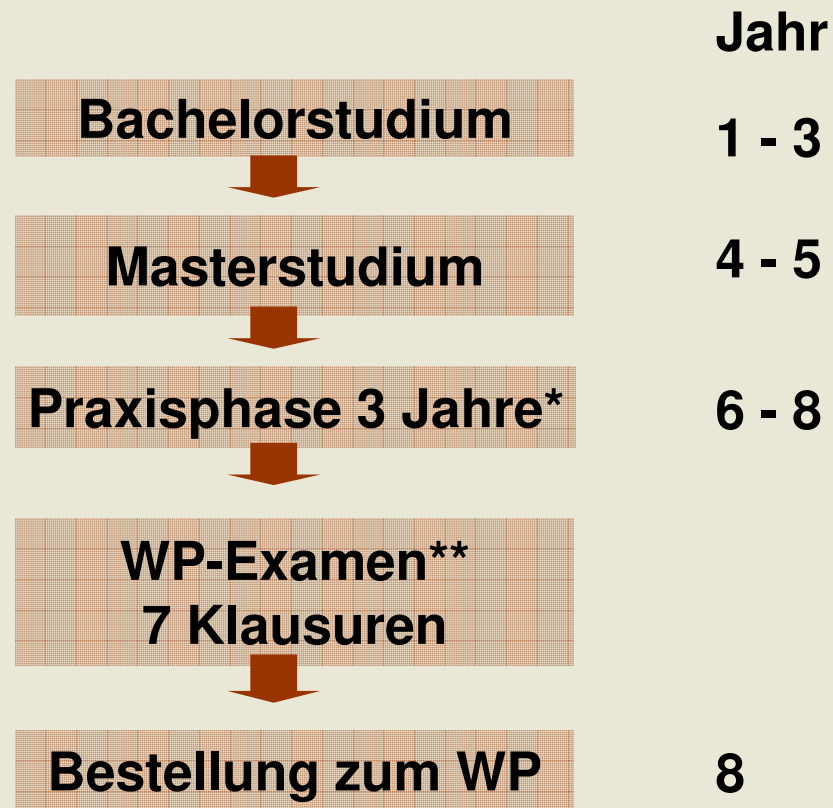 Jahr
Bachelorstudium 1 - 3
Masterstudium 4 - 5
Praxisphase 3 Jahre* 6 - 8
WP-Examen**
7 Klausuren
Bestellung zum WP 8